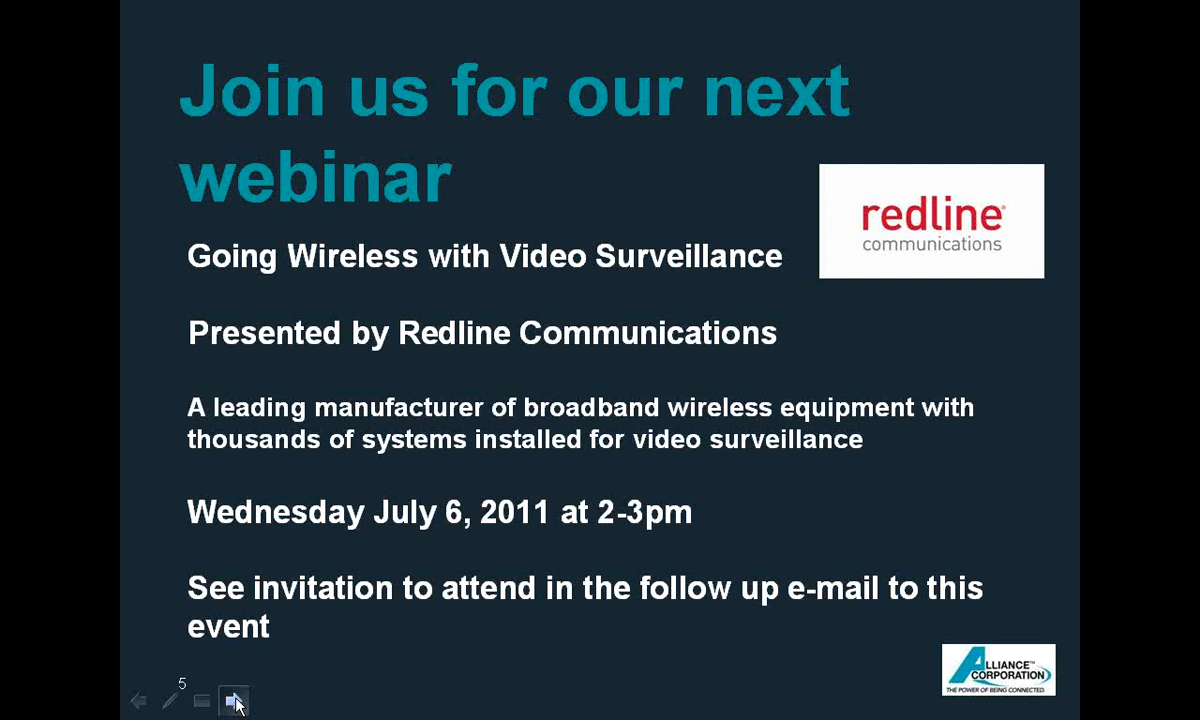 Join us for our next
webinar
redline®
communications
Going Wireless with Video Surveillance
Presented by Redline Communications
A leading manufacturer of broadband wireless equipment with
thousands of systems installed for video surveillance
Wednesday July 6, 2011 at 2-3pm
See invitation to attend in the follow up e-mail to this
event
ALLIANCE™
CORPORATION
THE POWER OF BEING CONNECTED.
5